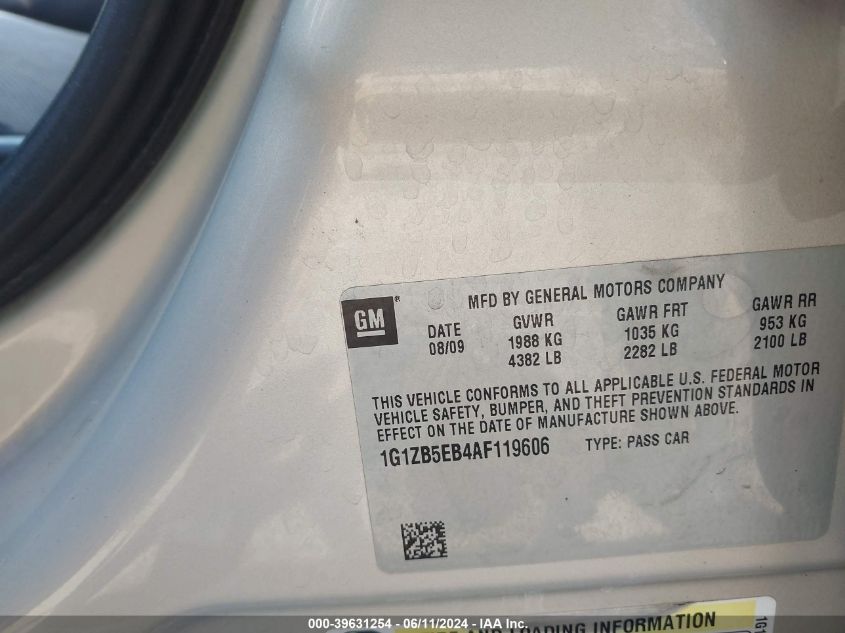 GM®
MFD BY GENERAL MOTORS COMPANY
DATE GVWR GAWR FRT GAWR RR
08/09 1988 KG 1035 KG 953 KG
4382 LB 2282 LB 2100 LB
THIS VEHICLE CONFORMS TO ALL APPLICABLE U.S. FEDERAL MOTOR
VEHICLE SAFETY, BUMPER, AND THEFT PREVENTION STANDARDS IN
EFFECT ON THE DATE OF MANUFACTURE SHOWN ABOVE.
1G1ZB5EB4AF119606 TYPE: PASS CAR
AND LOADING INFORMATION
000-39631254 - 06/11/2024 - IAA Inc.